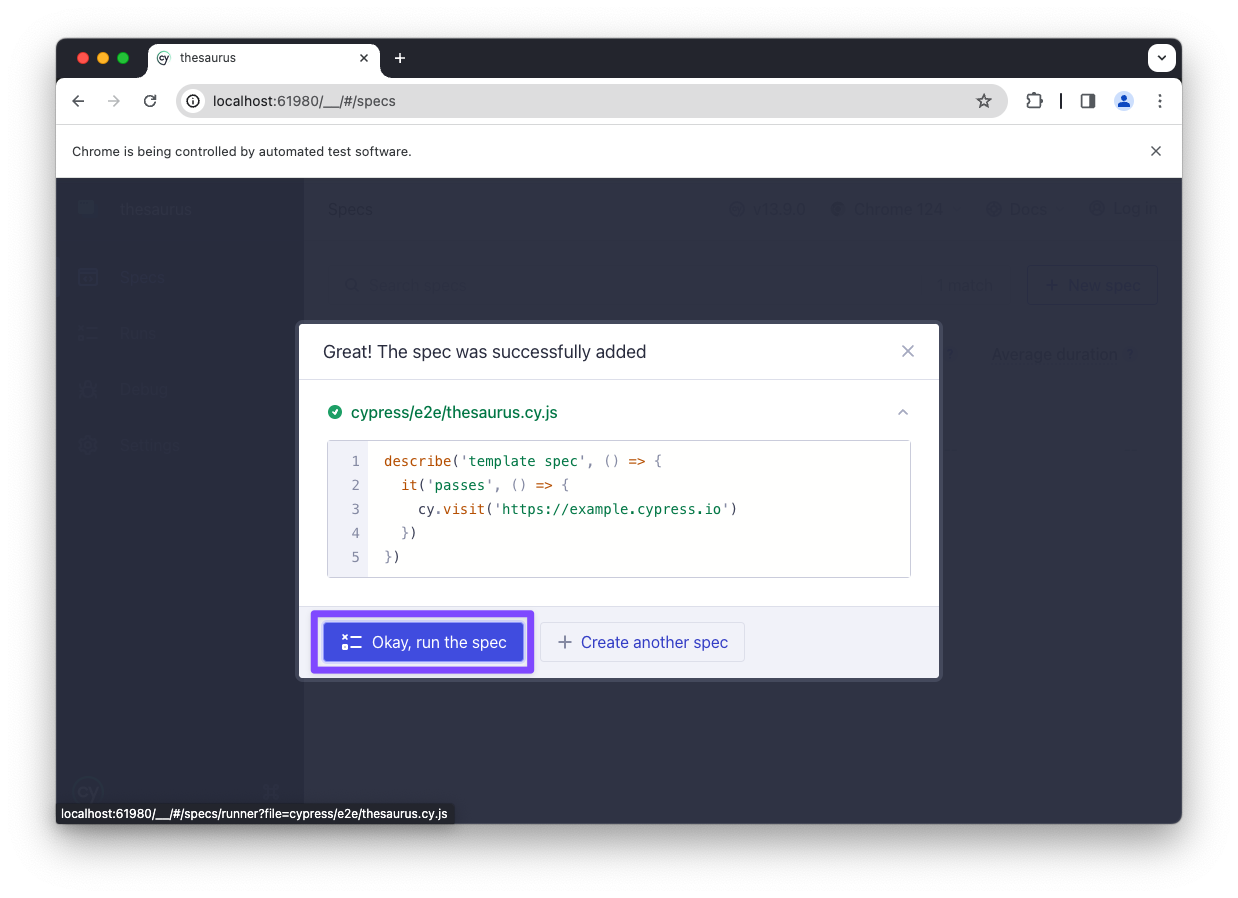 cy thesaurus
localhost:61980/__/#/specs
Chrome is being controlled by automated test software.
thesaurus
Specs
v13.9.0
Chrome 124
Docs
Log in
Specs
Search specs
1 match
+ New spec
Runs
Average duration ?
Debug
Settings
Great! The spec was successfully added
cypress/e2e/thesaurus.cy.js
1 describe('template spec', () => {
2 it('passes', () => {
3 cy.visit('https://example.cypress.io')
4 })
5 })
Okay, run the spec
+ Create another spec
cy
localhost:61980/__/#/specs/runner?file=cypress/e2e/thesaurus.cy.js